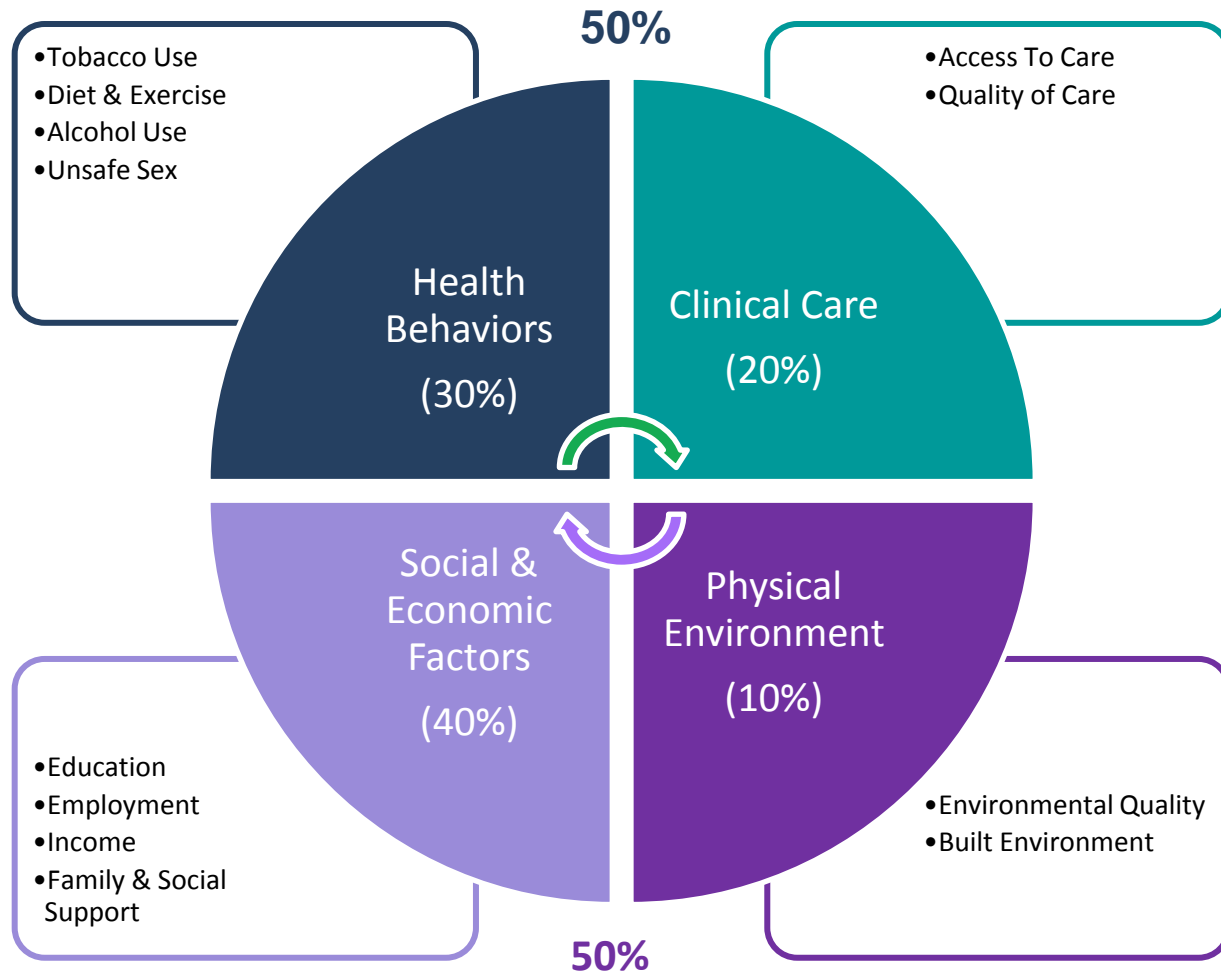 50%
•Tobacco Use
•Diet & Exercise
•Alcohol Use
•Unsafe Sex
•Access To Care
•Quality of Care
Health
Behaviors
(30%)
Clinical Care
(20%)
Social &
Economic
Factors
(40%)
Physical
Environment
(10%)
•Education
•Employment
•Income
•Family & Social
Support
•Environmental Quality
•Built Environment
50%